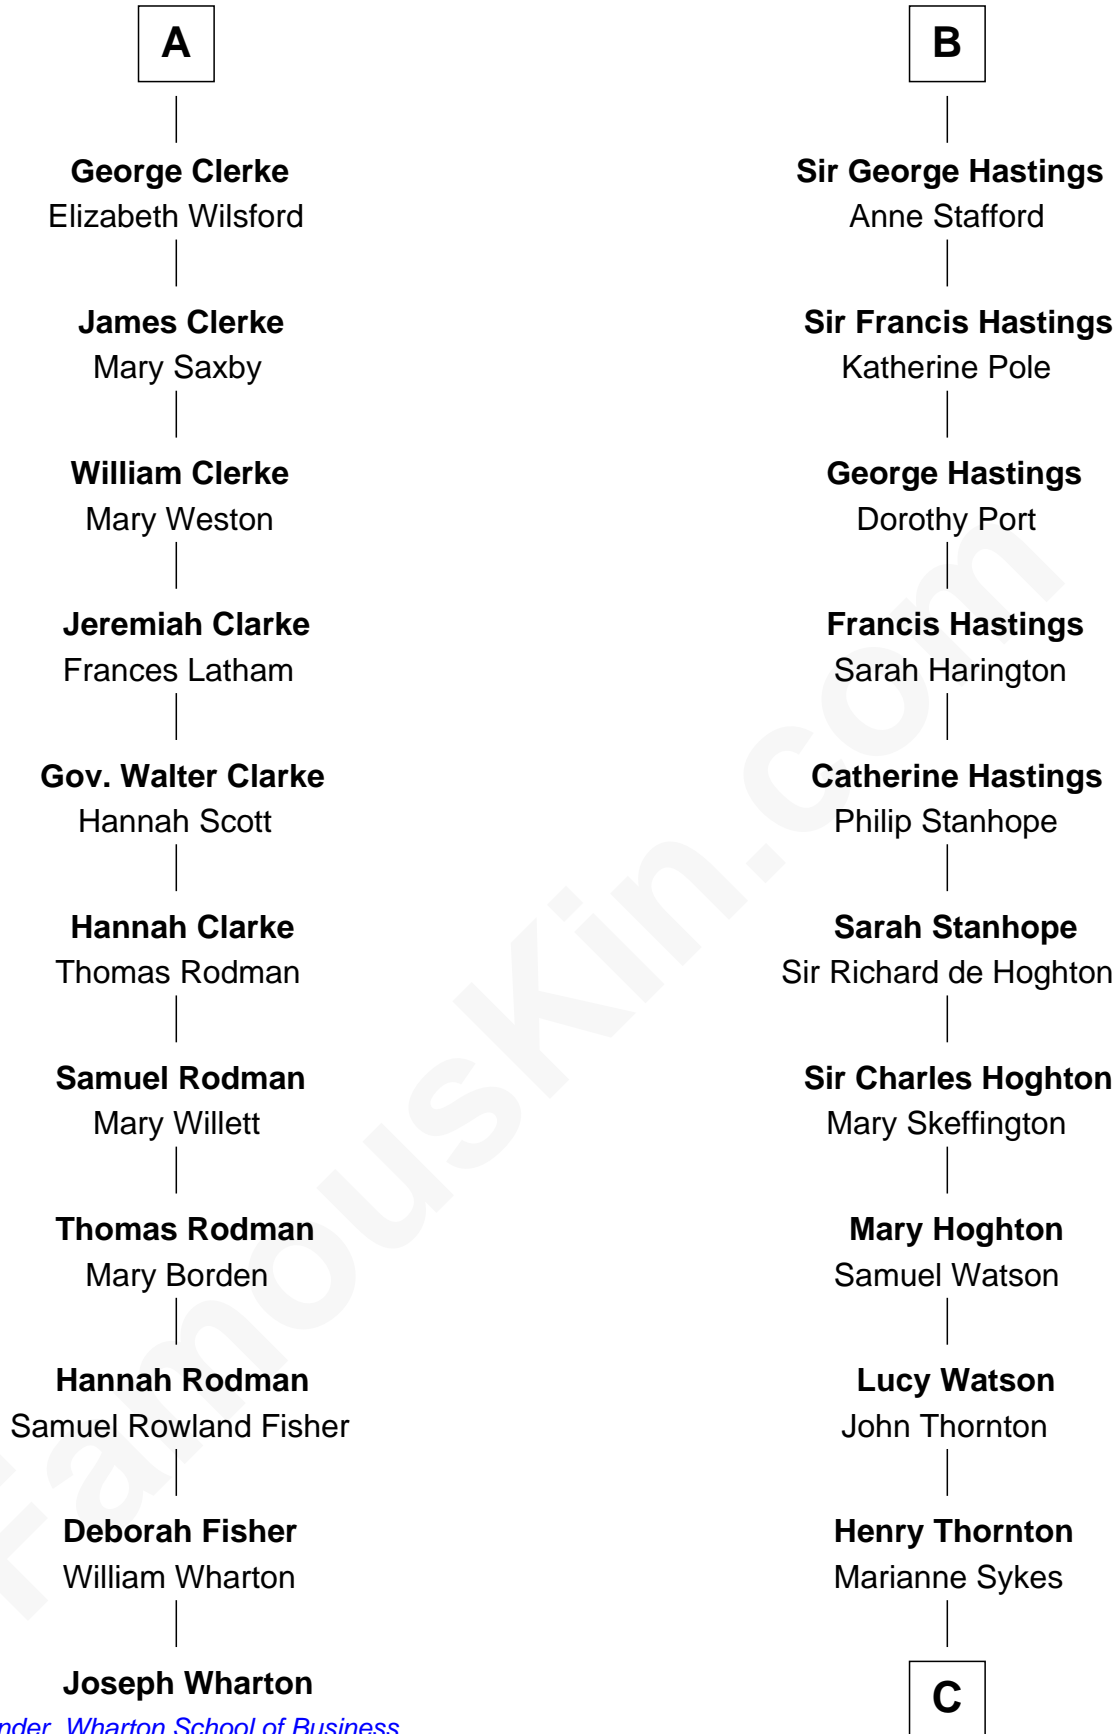 A
George Clerke
Elizabeth Wilsford
James Clerke
Mary Saxby
William Clerke
Mary Weston
Jeremiah Clarke
Frances Latham
Gov. Walter Clarke
Hannah Scott
Hannah Clarke
Thomas Rodman
Samuel Rodman
Mary Willett
Thomas Rodman
Mary Borden
Hannah Rodman
Samuel Rowland Fisher
Deborah Fisher
William Wharton
Joseph Wharton
Wharton School of Business
B
Sir George Hastings
Anne Stafford
Sir Francis Hastings
Katherine Pole
George Hastings
Dorothy Port
Francis Hastings
Sarah Harington
Catherine Hastings
Philip Stanhope
Sarah Stanhope
Sir Richard de Hoghton
Sir Charles Hoghton
Mary Skeffington
Mary Hoghton
Samuel Watson
Lucy Watson
John Thornton
Henry Thornton
Marianne Sykes
C
FamousKin.com